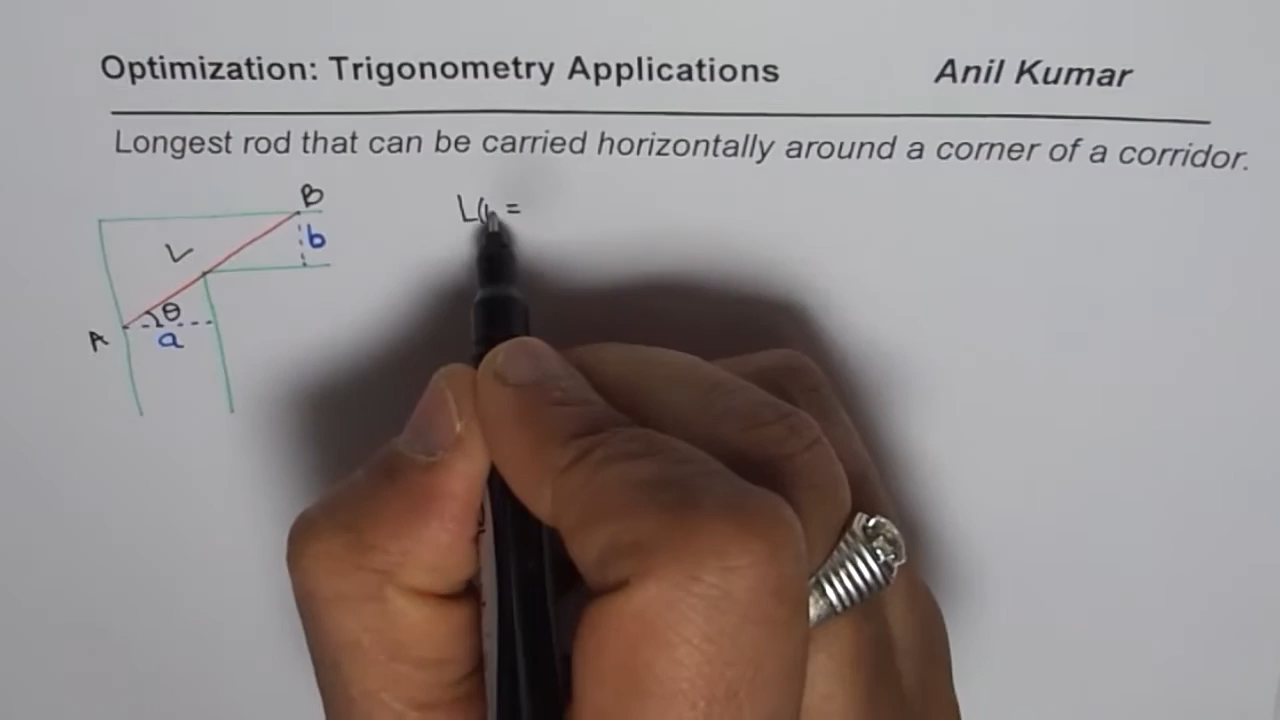 Optimization: Trigonometry Applications Anil Kumar
Longest rod that can be carried horizontally around a corner of a corridor.
B
L( =
b
L
θ
A
a